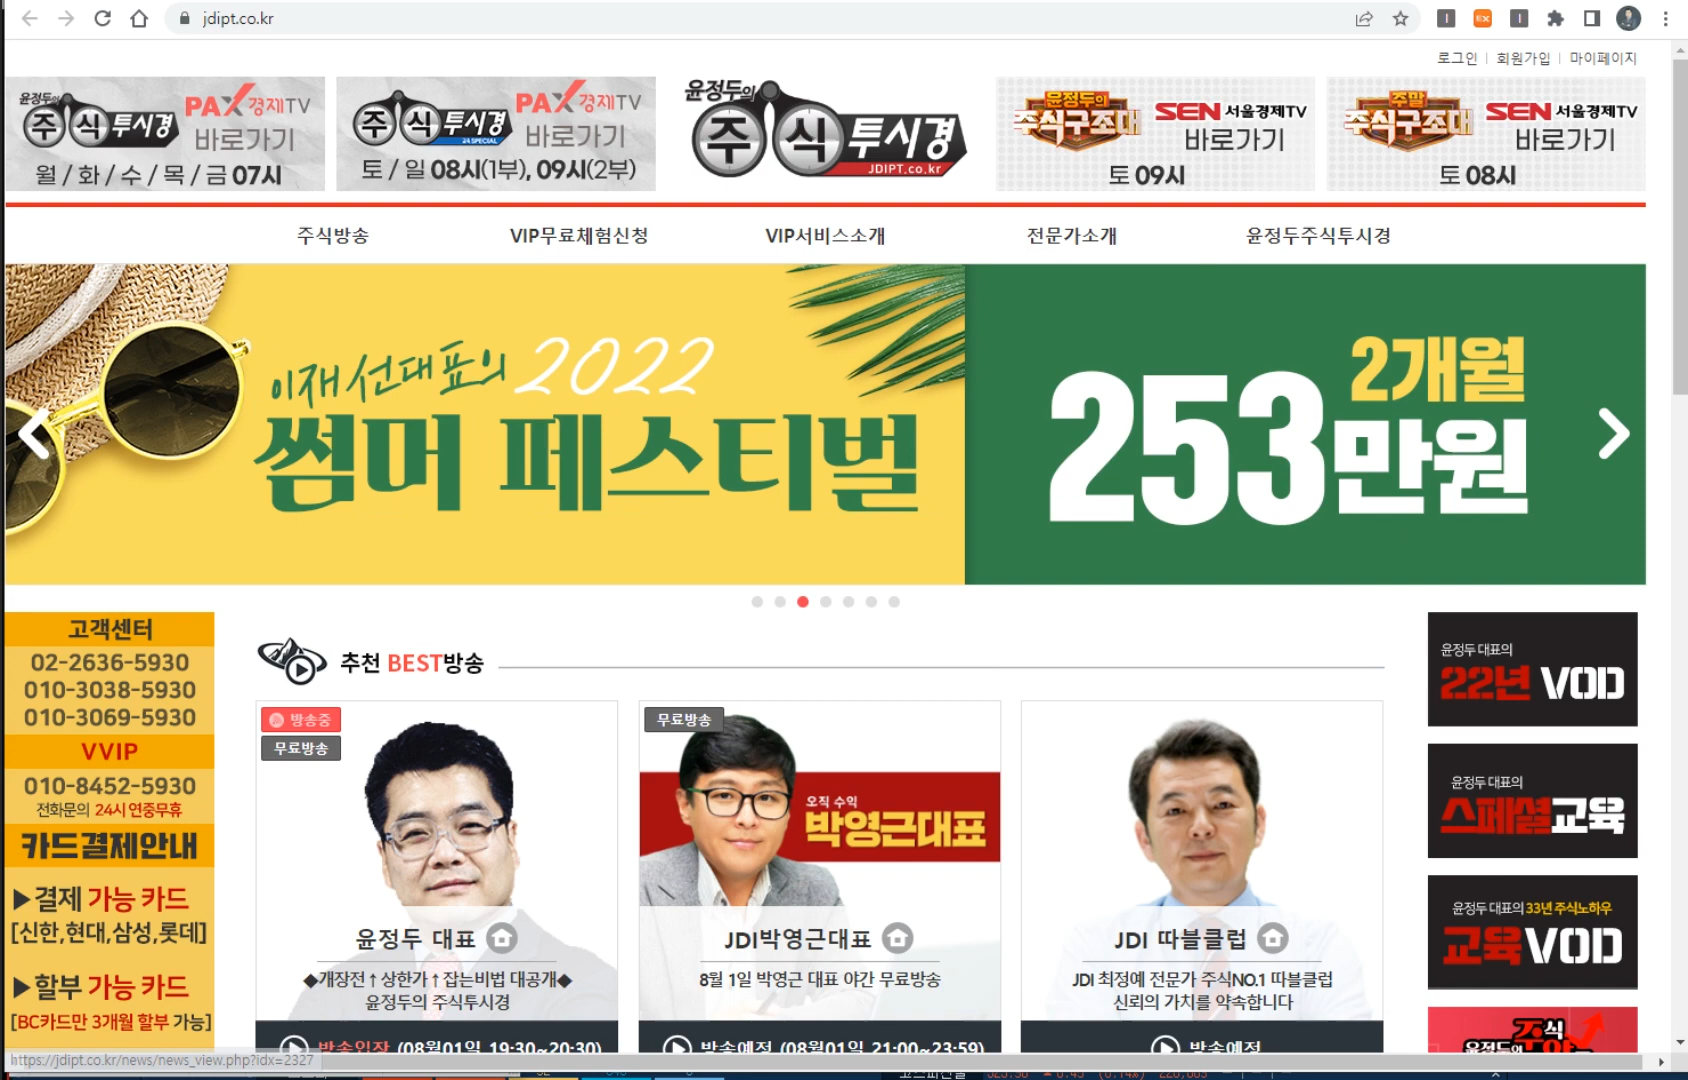 jdipt.co.kr
로그인 | 회원가입 | 마이페이지
윤정두의
주식투시경
PAX경제TV
바로가기
월 / 화 / 수 / 목 / 금 07시
주식투시경
24 SPECIAL
PAX경제TV
바로가기
토 / 일 08시(1부), 09시(2부)
윤정두의
주식투시경
JDIPT.co.kr
윤정두의
주식구조대
SEN 서울경제TV
바로가기
토 09시
주말
주식구조대
SEN 서울경제TV
바로가기
토 08시
주식방송
VIP무료체험신청
VIP서비스소개
전문가소개
윤정두주식투시경
이재선대표의 2022
썸머 페스티벌
2개월
253만원
고객센터
02-2636-5930
010-3038-5930
010-3069-5930
VVIP
010-8452-5930
전화문의 24시 연중무휴
카드결제안내
▶결제 가능 카드
[신한,현대,삼성,롯데]
▶할부 가능 카드
[BC카드만 3개월 할부 가능]
추천 BEST방송
방송중
무료방송
윤정두 대표
◆개장전↑상한가↑잡는비법 대공개◆
윤정두의 주식투시경
방송입장 (08월01일 19:30~20:30)
무료방송
오직 수익
박영근대표
JDI박영근대표
8월 1일 박영근 대표 야간 무료방송
방송예정 (08월01일 21:00~23:59)
JDI 따블클럽
JDI 최정예 전문가 주식NO.1 따블클럽
신뢰의 가치를 약속합니다
방송예정
윤정두 대표의
22년 VOD
윤정두 대표의
스페셜교육
윤정두 대표의 33년 주식노하우
교육VOD
윤정두의
주식
https://jdipt.co.kr/news/news_view.php?idx=2327